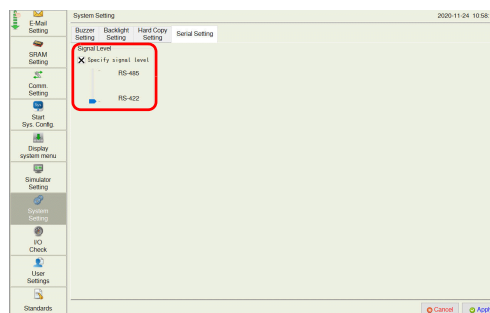 System Setting
2020-11-24 10:58:
E-Mail
Setting
SRAM
Setting
Comm.
Setting
Sys
Start
Sys. Config.
Display
system menu
Simulator
Setting
System
Setting
I/O
Check
User
Settings
Standards
Buzzer
Setting
Backlight
Setting
Hard Copy
Setting
Serial Setting
Signal Level
Specify signal level
RS-485
RS-422
Cancel
Appl